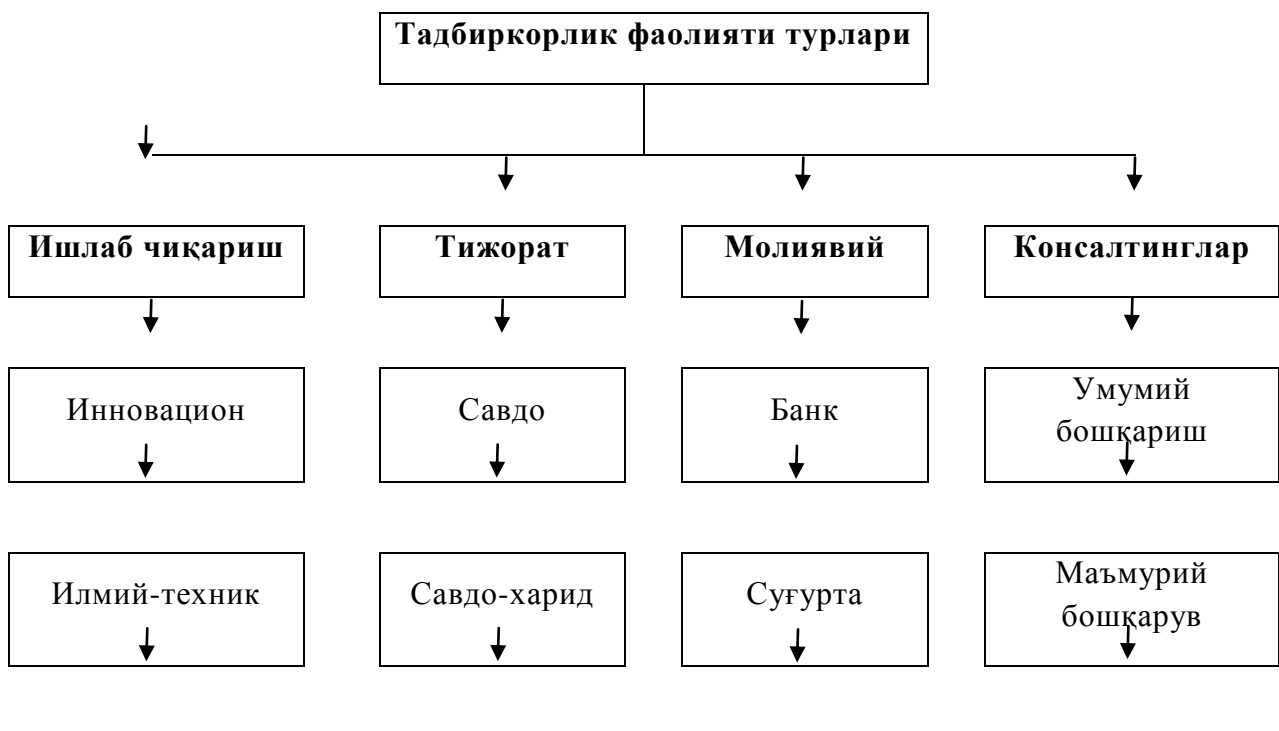 Тадбиркорлик фаолияти турлари
Ишлаб чиқариш
Тижорат
Молиявий
Консалтинглар
Инновацион
Савдо
Банк
Умумий
бошқариш
Илмий-техник
Савдо-харид
Суғурта
Маъмурий
бошқарув